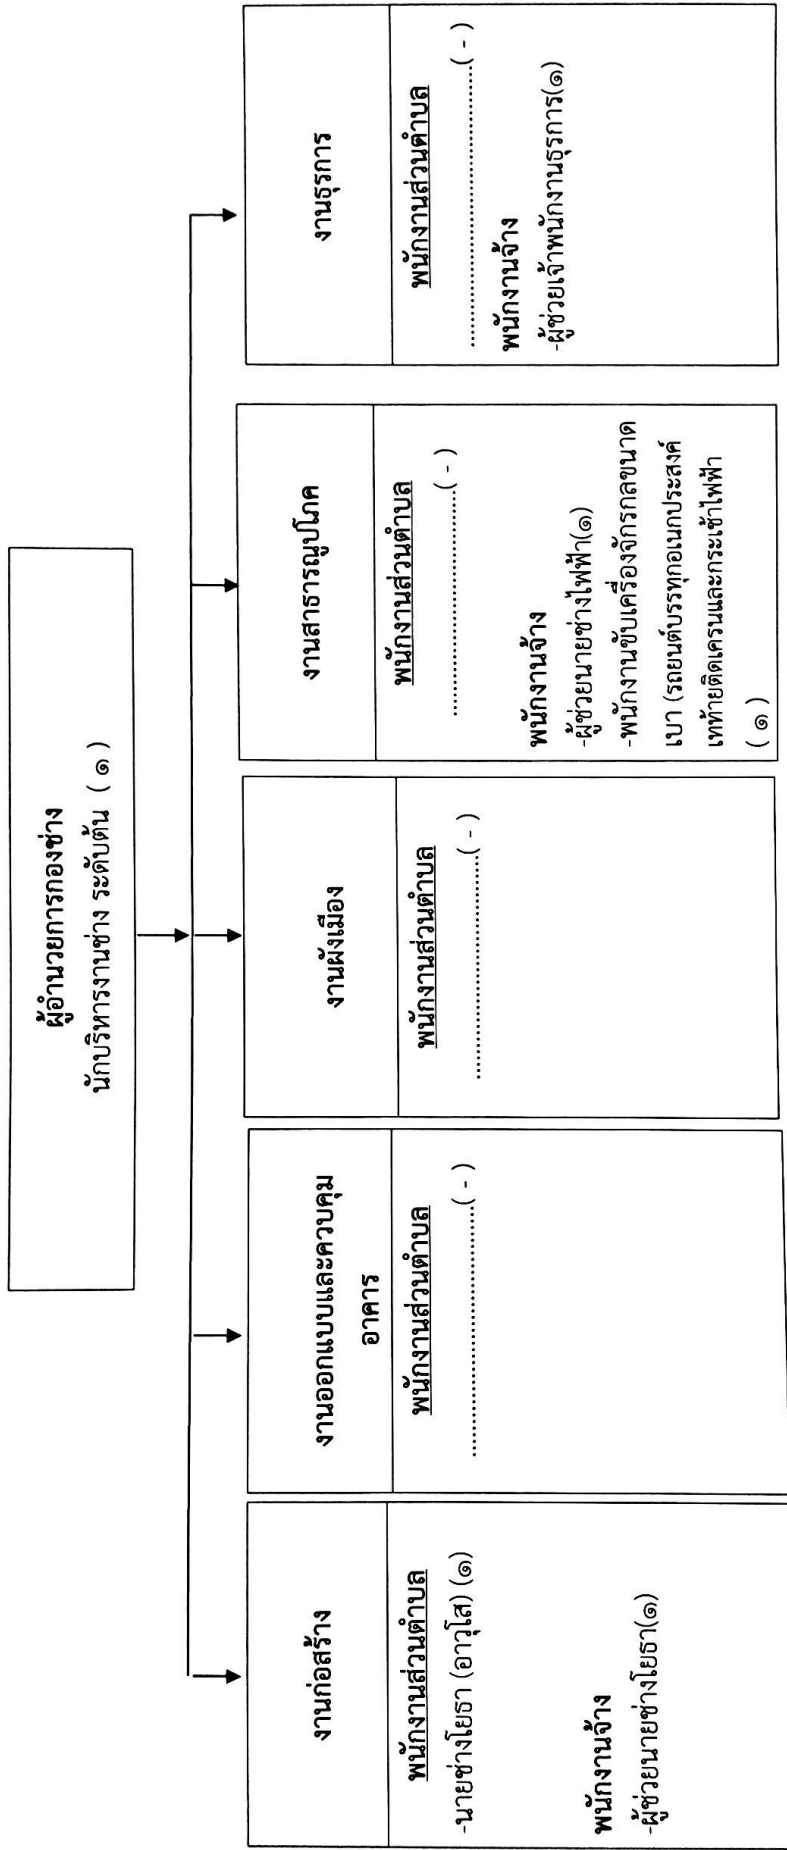 ผู้อำนวยการกองช่าง
นักบริหารงานช่าง ระดับต้น ( ๑ )
งานก่อสร้าง
พนักงานส่วนตำบล
-นายช่างโยธา (อาวุโส) (๑)
พนักงานจ้าง
-ผู้ช่วยนายช่างโยธา(๑)
งานออกแบบและควบคุม
อาคาร
พนักงานส่วนตำบล
..............................................( - )
งานผังเมือง
พนักงานส่วนตำบล
........................................( - )
งานสาธารณูปโภค
พนักงานส่วนตำบล
........................................( - )
พนักงานจ้าง
-ผู้ช่วยนายช่างไฟฟ้า(๑)
-พนักงานขับเครื่องจักรกลขนาด
เบา (รถยนต์บรรทุกอเนกประสงค์
เทท้ายติดเครนและกระเช้าไฟฟ้า
( ๑ )
งานธุรการ
พนักงานส่วนตำบล
..................................................( - )
พนักงานจ้าง
-ผู้ช่วยเจ้าพนักงานธุรการ(๑)